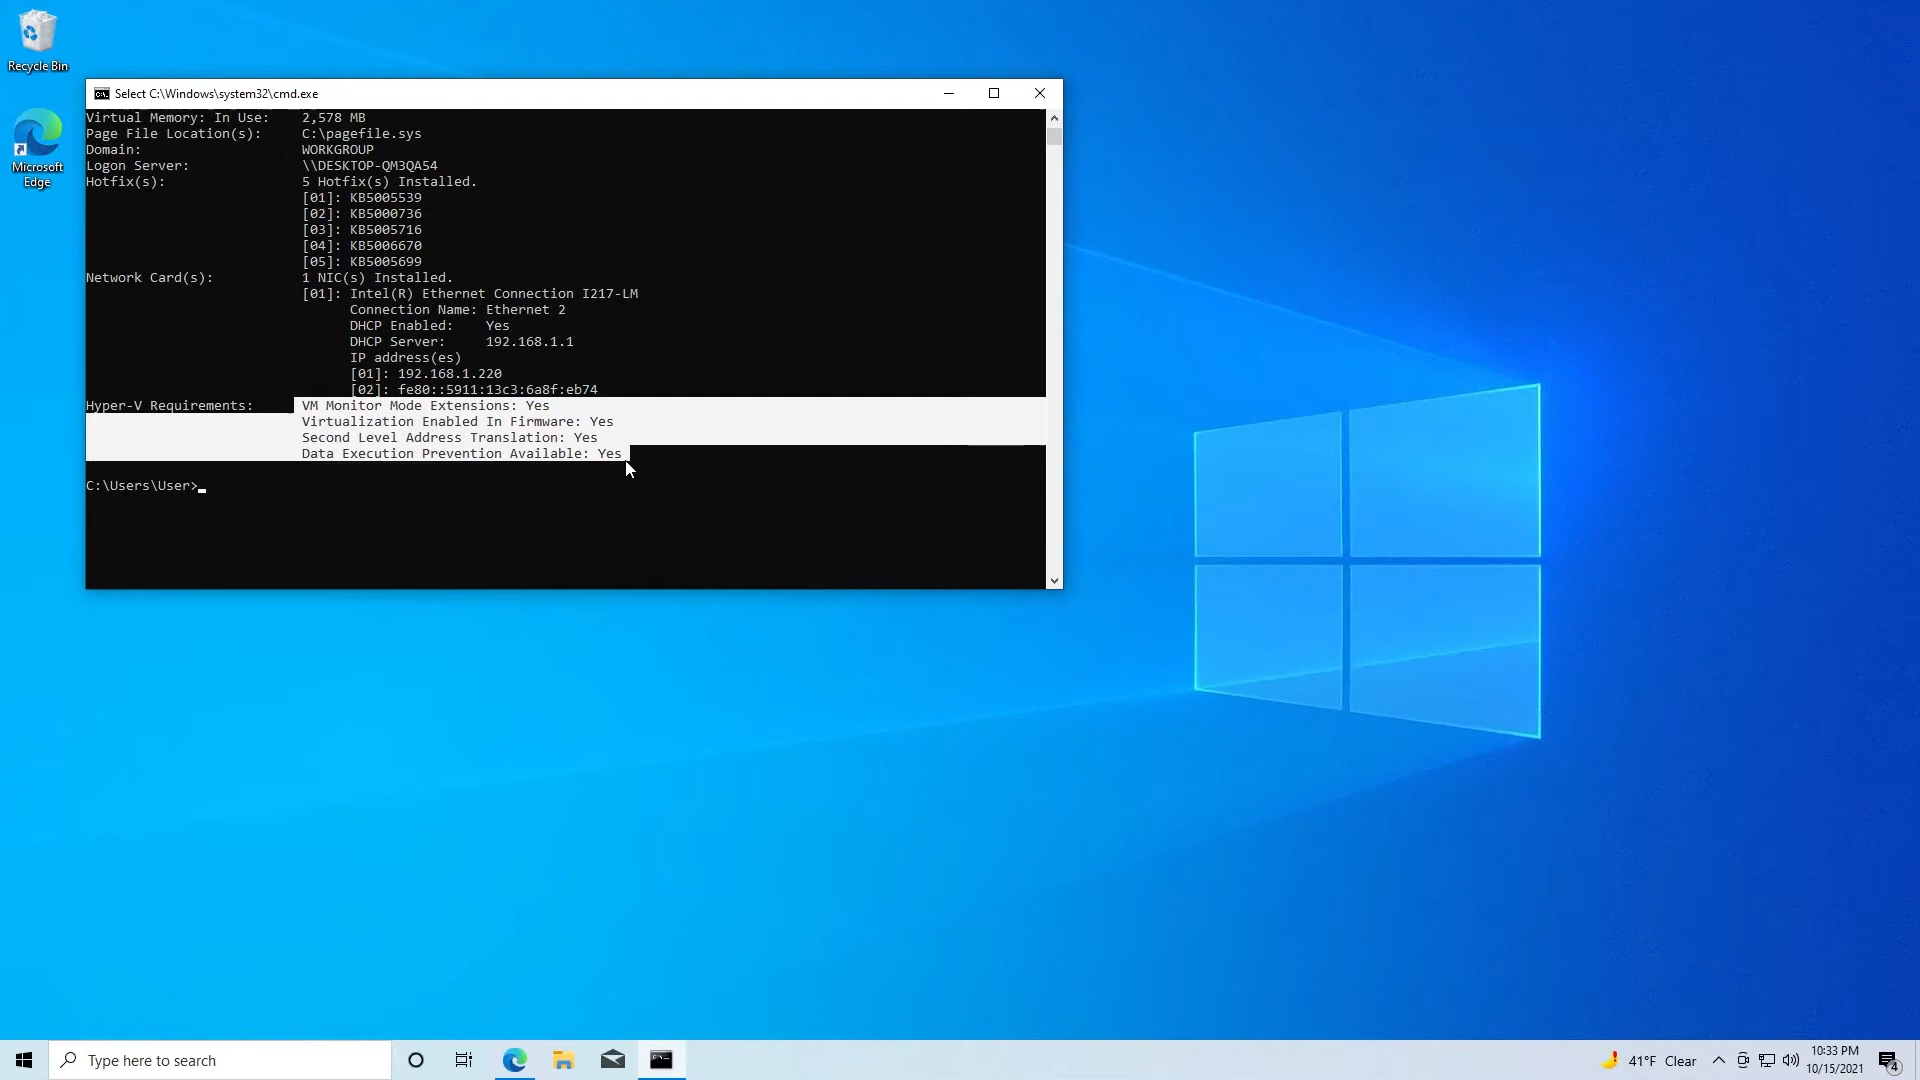 Recycle Bin
Microsoft
Edge
Select C:\Windows\system32\cmd.exe
Virtual Memory: In Use: 2,578 MB
Page File Location(s): C:\pagefile.sys
Domain: WORKGROUP
Logon Server: \\DESKTOP-QM3QA54
Hotfix(s): 5 Hotfix(s) Installed.
[01]: KB5005539
[02]: KB5000736
[03]: KB5005716
[04]: KB5006670
[05]: KB5005699
Network Card(s): 1 NIC(s) Installed.
[01]: Intel(R) Ethernet Connection I217-LM
Connection Name: Ethernet 2
DHCP Enabled: Yes
DHCP Server: 192.168.1.1
IP address(es)
[01]: 192.168.1.220
[02]: fe80::5911:13c3:6a8f:eb74
Hyper-V Requirements: VM Monitor Mode Extensions: Yes
Virtualization Enabled In Firmware: Yes
Second Level Address Translation: Yes
Data Execution Prevention Available: Yes
C:\Users\User>
Type here to search
41°F Clear
10:33 PM
10/15/2021
4